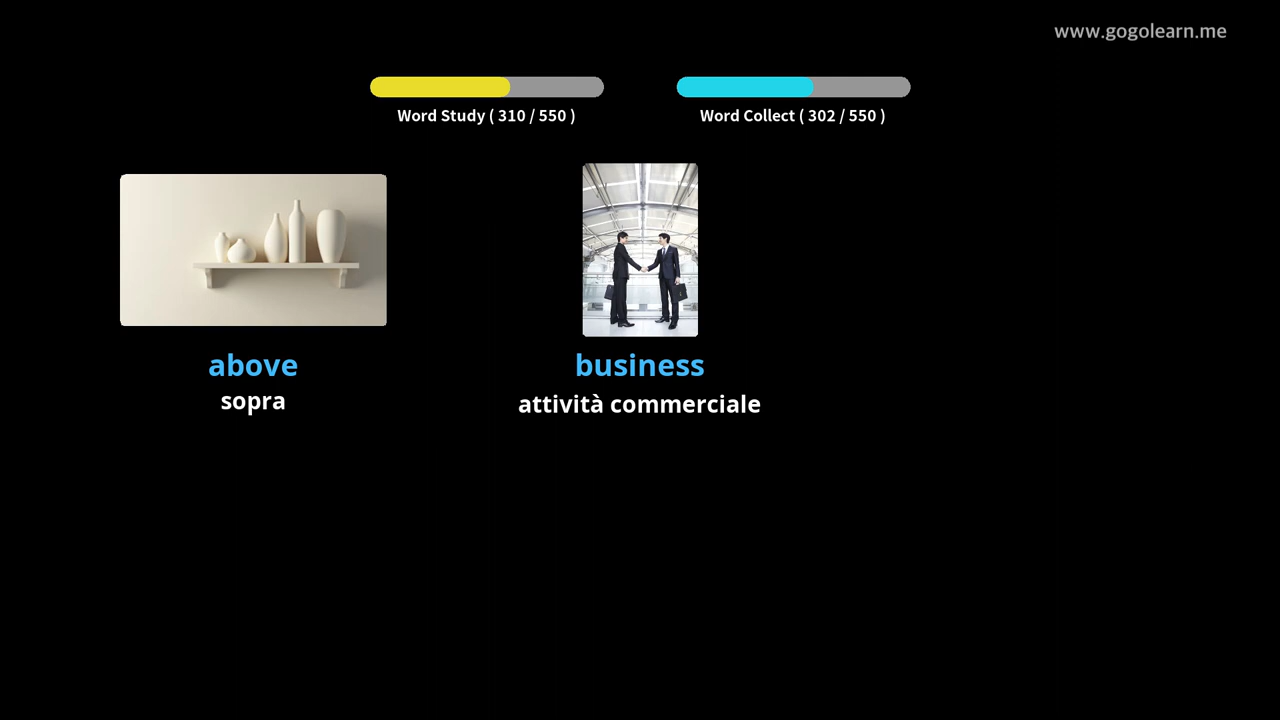 www.gogolearn.me
Word Study ( 310 / 550 )
Word Collect ( 302 / 550 )
above
sopra
business
attività commerciale